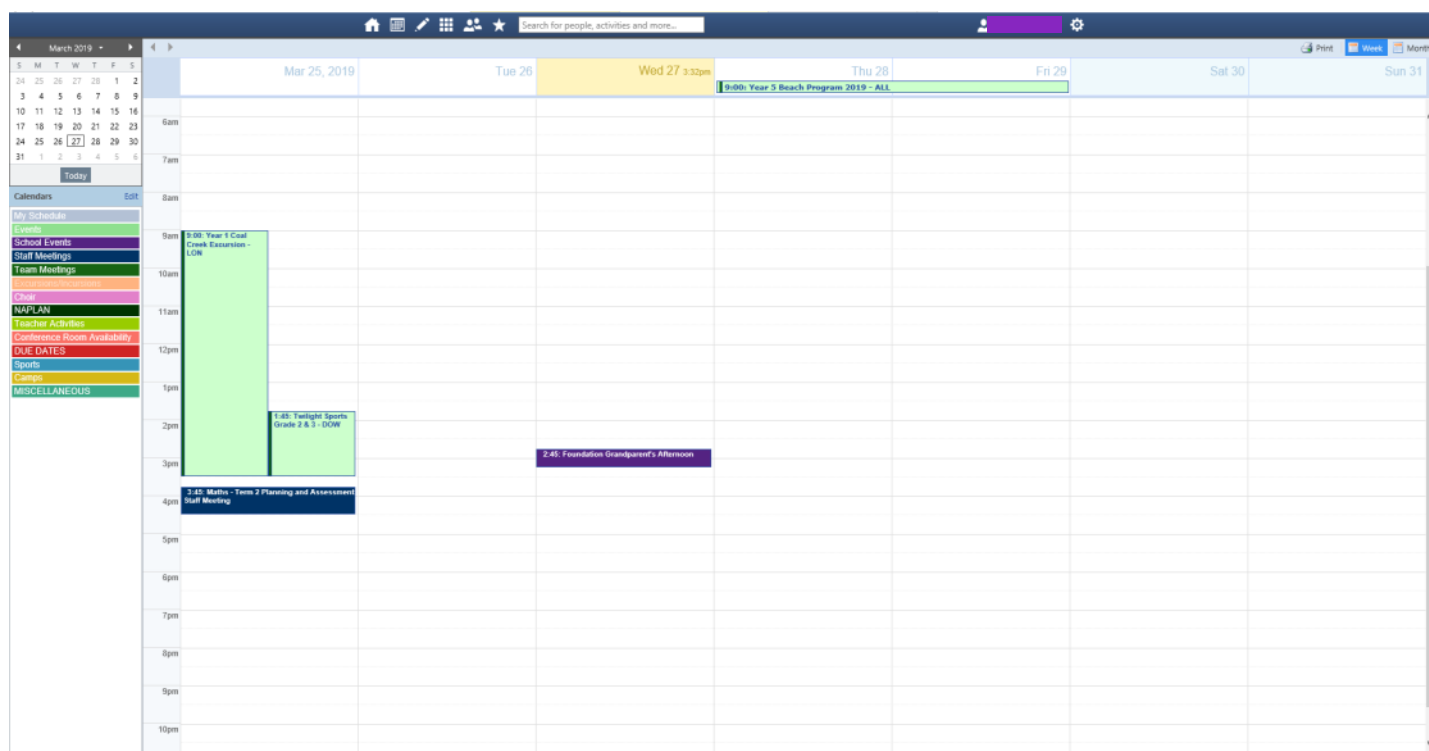 Search for people, activities and more...
March 2019
Print Week Month
S M T W T F S
24 25 26 27 28 1 2
3 4 5 6 7 8 9
10 11 12 13 14 15 16
17 18 19 20 21 22 23
24 25 26 27 28 29 30
31 1 2 3 4 5 6
Today
Calendars Edit
My Schedule
Events
School Events
Staff Meetings
Team Meetings
Excursions/Incursions
Choir
NAPLAN
Teacher Activities
Conference Room Availability
DUE DATES
Sports
Camps
MISCELLANEOUS
Mar 25, 2019 Tue 26 Wed 27 3:32pm Thu 28 Fri 29 Sat 30 Sun 31
9:00: Year 5 Beach Program 2019 - ALL
6am
7am
8am
9am
10am
11am
12pm
1pm
2pm
3pm
4pm
5pm
6pm
7pm
8pm
9pm
10pm
9:00: Year 1 Coal
Creek Excursion -
LON
1:45: Twilight Sports
Grade 2 & 3 - DOW
3:45: Maths - Term 2 Planning and Assessment
Staff Meeting
2:45: Foundation Grandparent's Afternoon